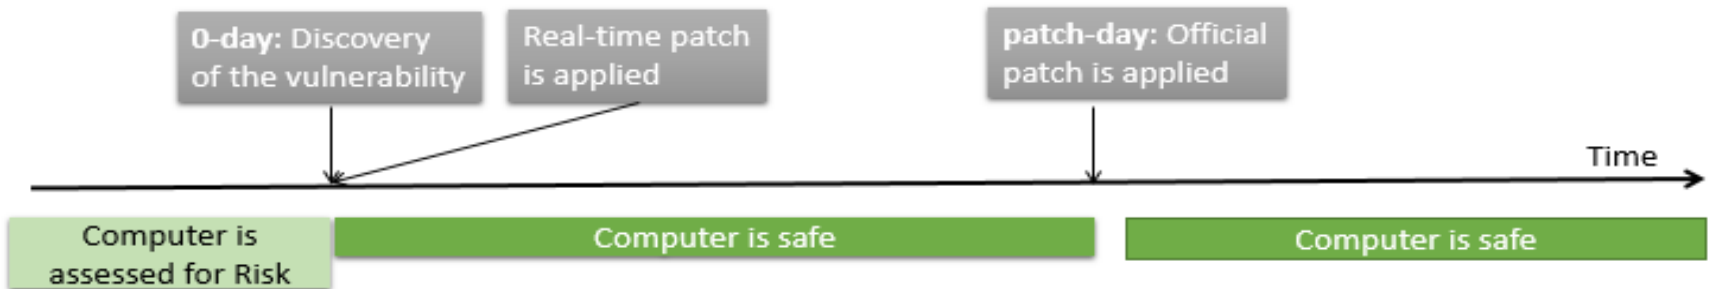 0-day: Discovery
of the vulnerability
Real-time patch
is applied
patch-day: Official
patch is applied
Time
Computer is
assessed for Risk
Computer is safe
Computer is safe